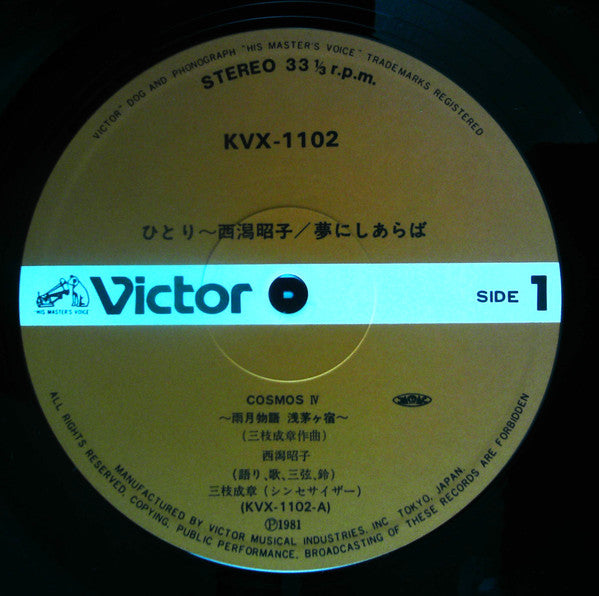 VICTOR" DOG AND PHONOGRAPH "HIS MASTER'S VOICE" TRADEMARKS REGISTERED
STEREO 33 1/3 r.p.m.
KVX-1102
ひとり〜西潟昭子/夢にしあらば
"HIS MASTER'S VOICE"
Victor
SIDE 1
COSMOS Ⅳ
〜雨月物語 浅茅ヶ宿〜
(三枝成章作曲)
西潟昭子
(語り、歌、三弦、鈴)
三枝成章(シンセサイザー)
(KVX-1102-A)
Ⓟ1981
MANUFACTURED BY VICTOR MUSICAL INDUSTRIES, INC. TOKYO, JAPAN.
ALL RIGHTS RESERVED, COPYING, PUBLIC PERFORMANCE, BROADCASTING OF THESE RECORDS ARE FORBIDDEN